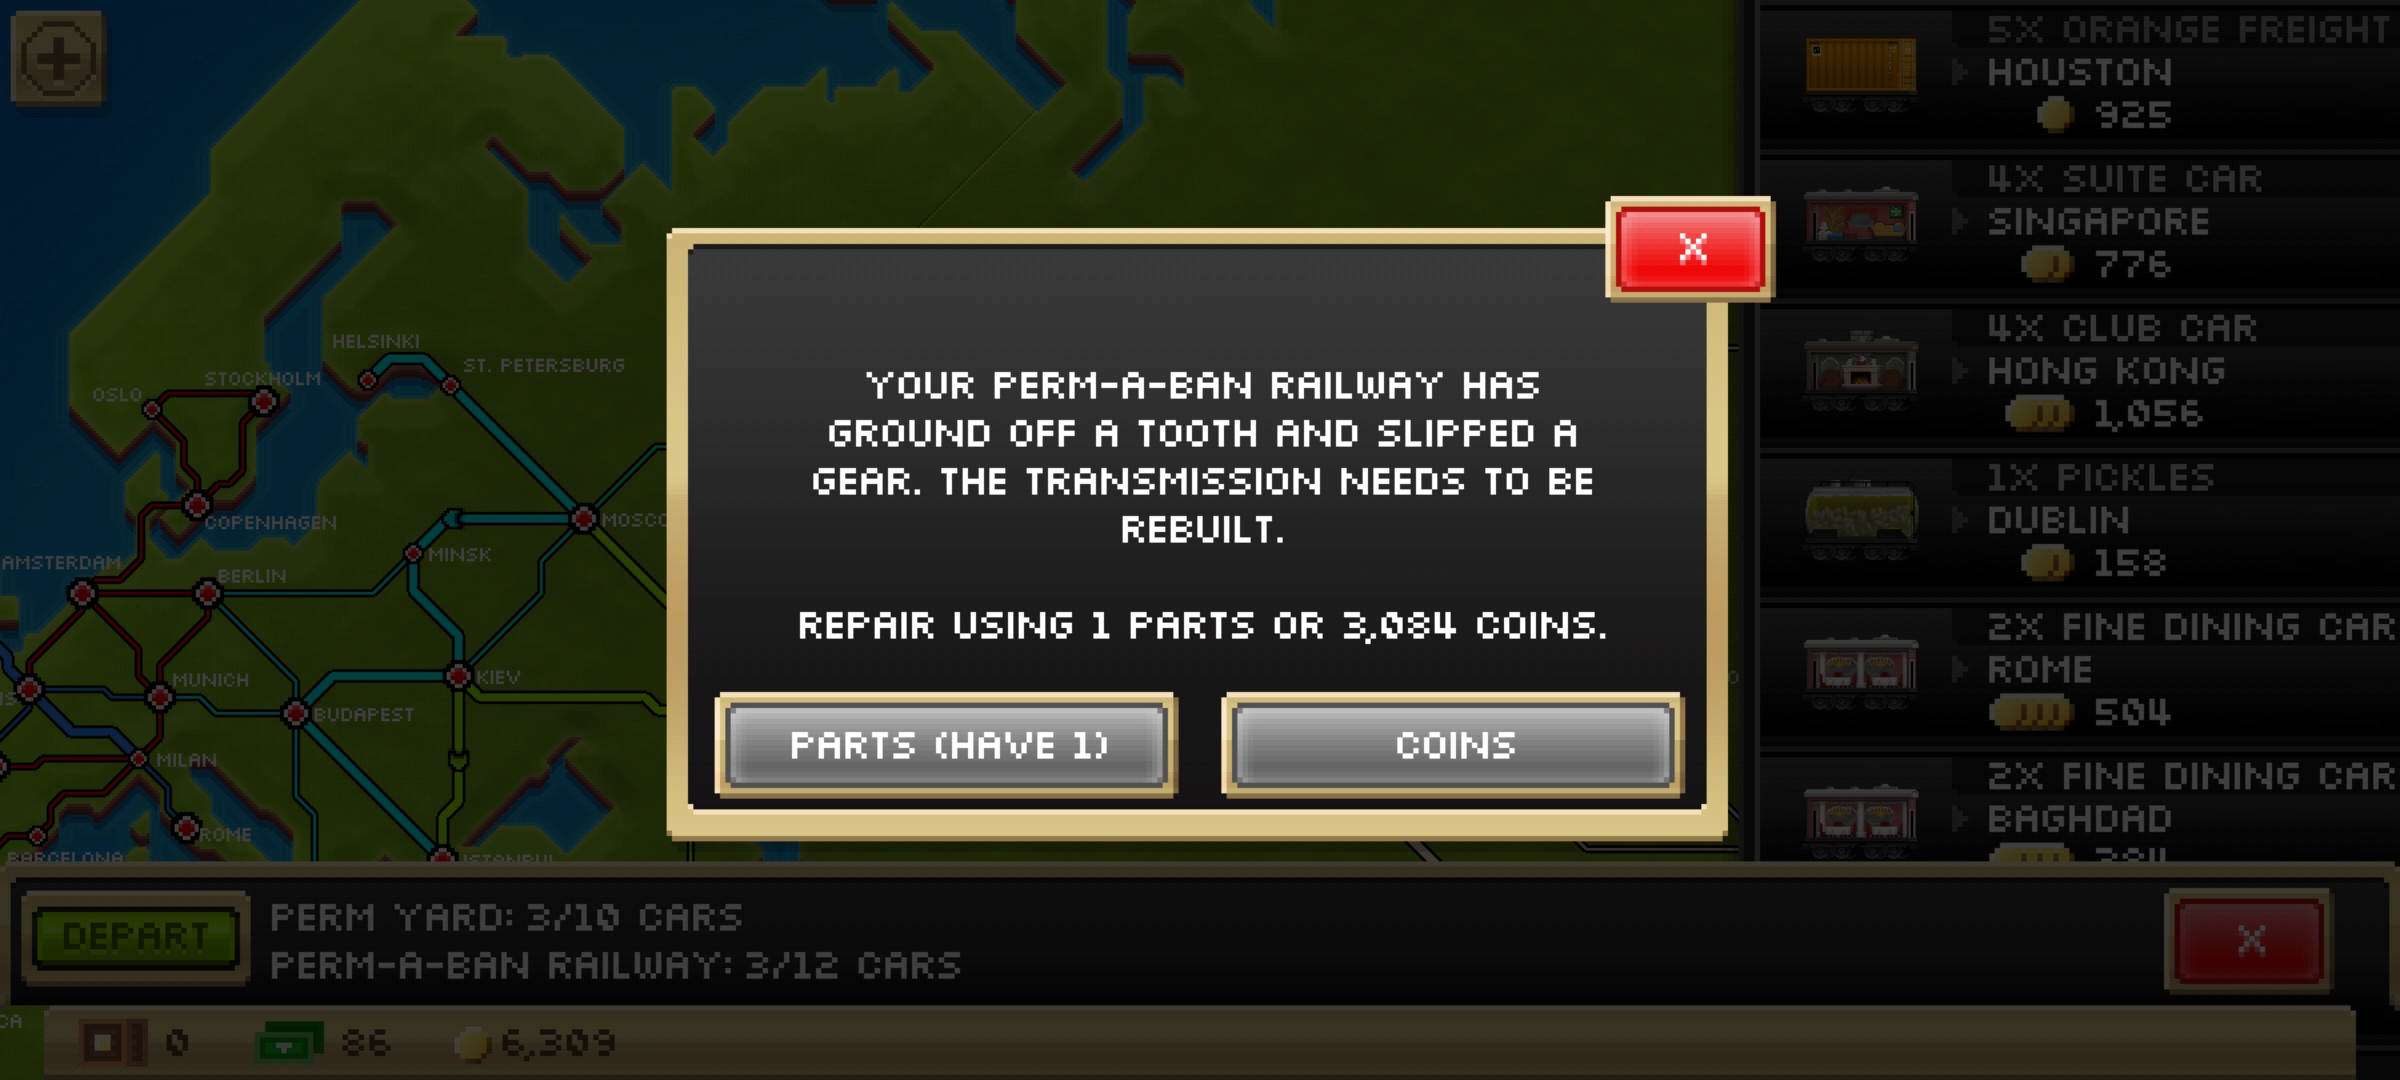 5X ORANGE FREIGHT
HOUSTON
925
4X SUITE CAR
SINGAPORE
776
4X CLUB CAR
HONG KONG
1,056
1X PICKLES
DUBLIN
158
2X FINE DINING CAR
ROME
504
2X FINE DINING CAR
BAGHDAD
X
YOUR PERM-A-BAN RAILWAY HAS
GROUND OFF A TOOTH AND SLIPPED A
GEAR. THE TRANSMISSION NEEDS TO BE
REBUILT.
REPAIR USING 1 PARTS OR 3,084 COINS.
PARTS (HAVE 1)
COINS
HELSINKI
ST. PETERSBURG
STOCKHOLM
OSLO
COPENHAGEN
MOSCO
MINSK
AMSTERDAM
BERLIN
MUNICH
KIEV
BUDAPEST
MILAN
ROME
BARCELONA
ISTANBUL
DEPART
PERM YARD: 3/10 CARS
PERM-A-BAN RAILWAY: 3/12 CARS
X
CA
0
86
6,309